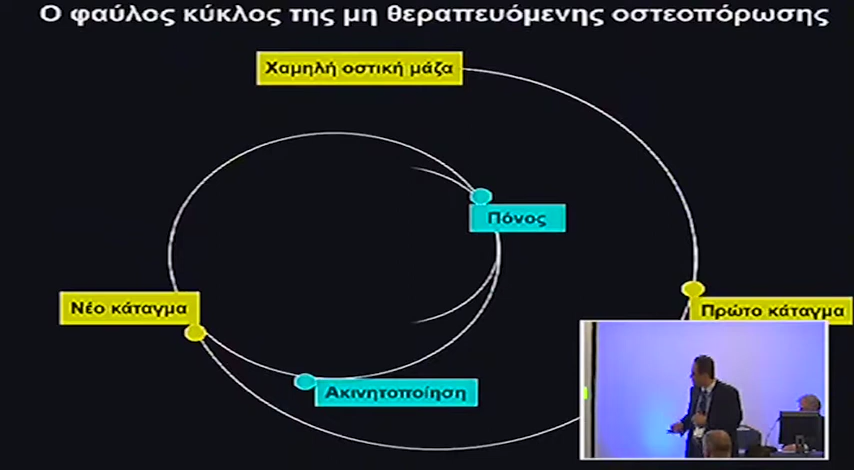 Ο φαύλος κύκλος της μη θεραπευόμενης οστεοπόρωσης
Χαμηλή οστική μάζα
Πόνος
Νέο κάταγμα
Πρώτο κάταγμα
Ακινητοποίηση